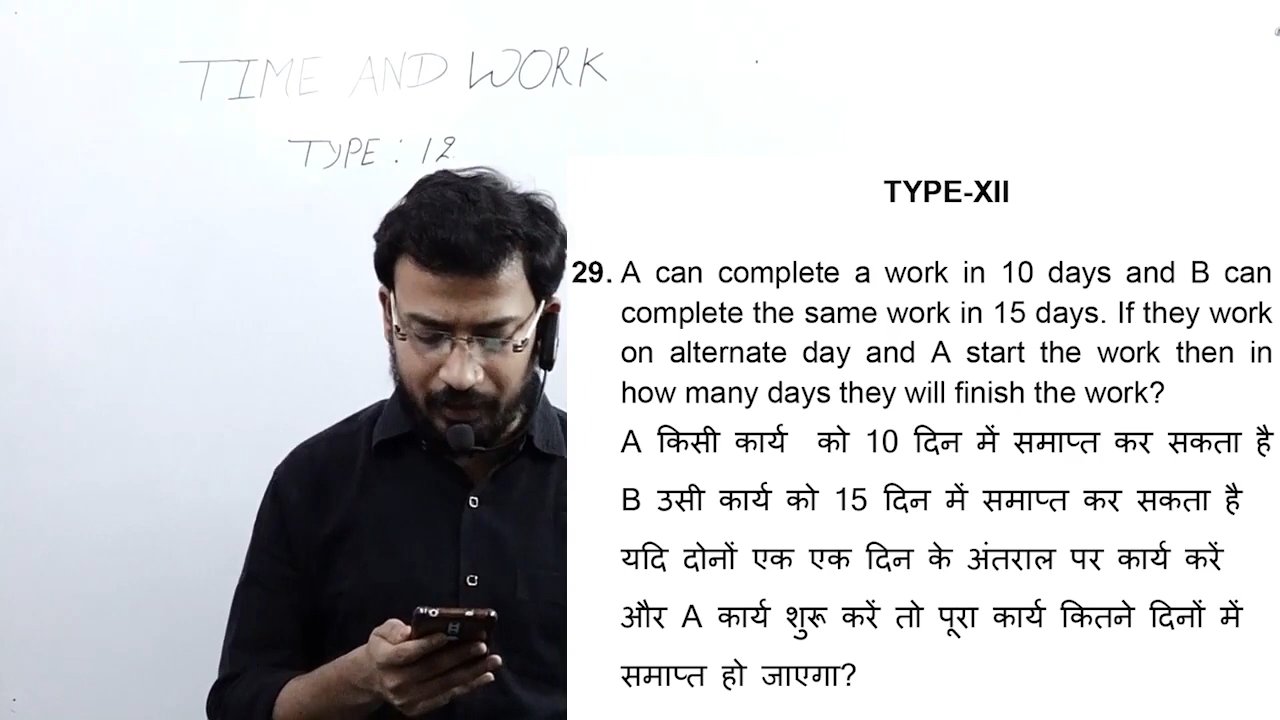 TIME AND WORK
TYPE : 12
TYPE-XII
29. A can complete a work in 10 days and B can
complete the same work in 15 days. If they work
on alternate day and A start the work then in
how many days they will finish the work?
A किसी कार्य को 10 दिन में समाप्त कर सकता है
B उसी कार्य को 15 दिन में समाप्त कर सकता है
यदि दोनों एक एक दिन के अंतराल पर कार्य करें
और A कार्य शुरू करें तो पूरा कार्य कितने दिनों में
समाप्त हो जाएगा?